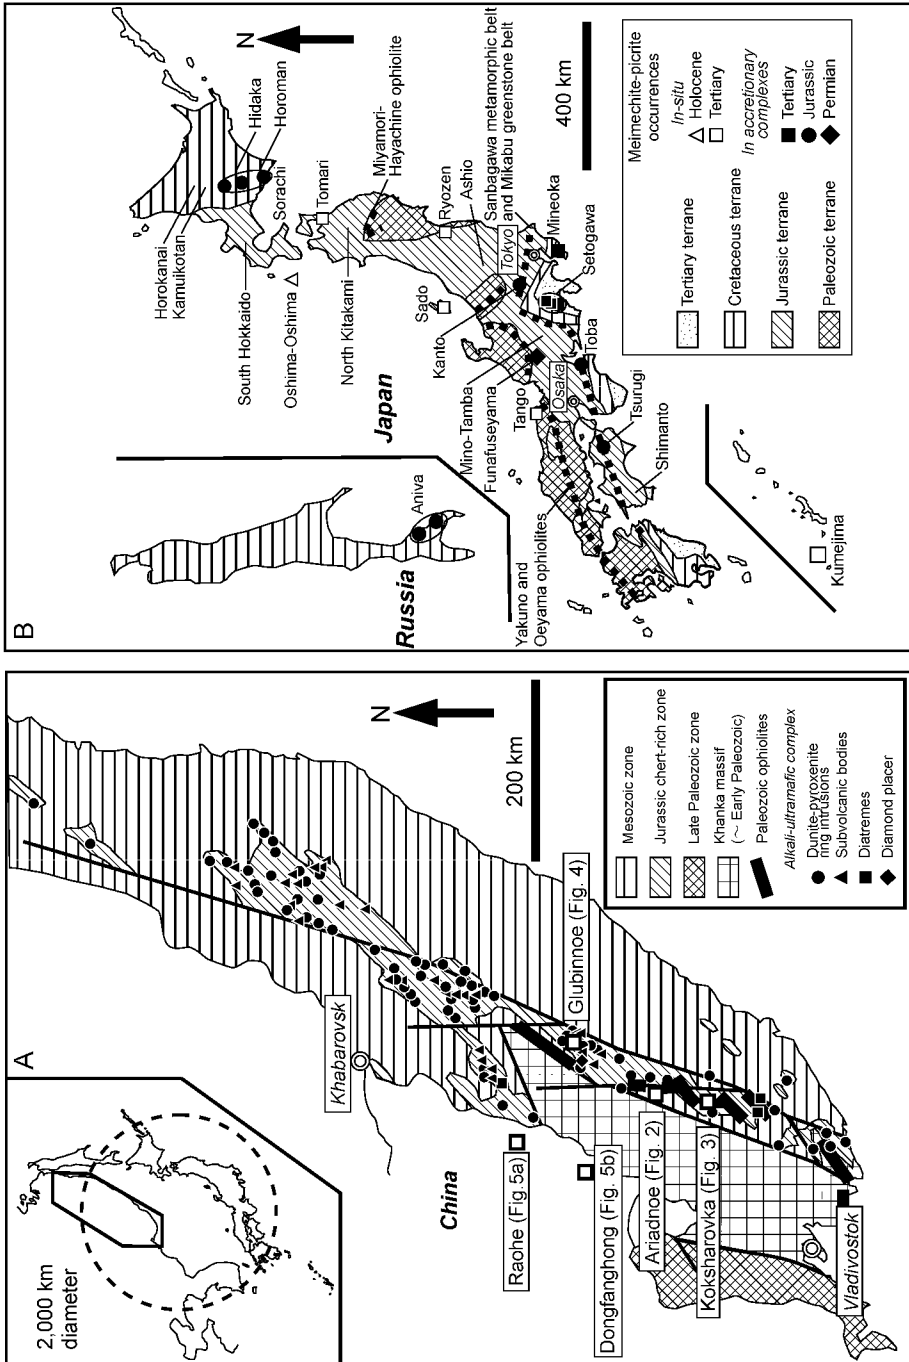 A
2,000 km
diameter
Khabarovsk
China
N
200 km
Raohe (Fig.5a)
Dongfanghong (Fig. 5b)
Glubinnoe (Fig. 4)
Ariadnoe (Fig. 2)
Koksharovka (Fig. 3)
Vladivostok
Mesozoic zone
Jurassic chert-rich zone
Late Paleozoic zone
Khanka massif
(~ Early Paleozoic)
Paleozoic ophiolites
Alkali-ultramafic complex
Dunite-pyroxenite
ring intrusions
Subvolcanic bodies
Diatremes
Diamond placer
B
Russia
Aniva
Japan
N
400 km
Horokanai
Kamuikotan
Hidaka
Horoman
South Hokkaido
Sorachi
Oshima-Oshima
Tomari
North Kitakami
Miyamori-
Hayachine ophiolite
Sado
Ryozen
Ashio
Kanto
Tokyo
Sanbagawa metamorphic belt
and Mikabu greenstone belt
Mineoka
Setogawa
Mino-Tamba
Funafuseyama
Tango
Osaka
Toba
Tsurugi
Shimanto
Yakuno and
Oeyama ophiolites
Kumejima
Tertiary terrane
Cretaceous terrane
Jurassic terrane
Paleozoic terrane
Meimechite-picrite
occurrences
In-situ
Holocene
Tertiary
In accretionary
complexes
Tertiary
Jurassic
Permian